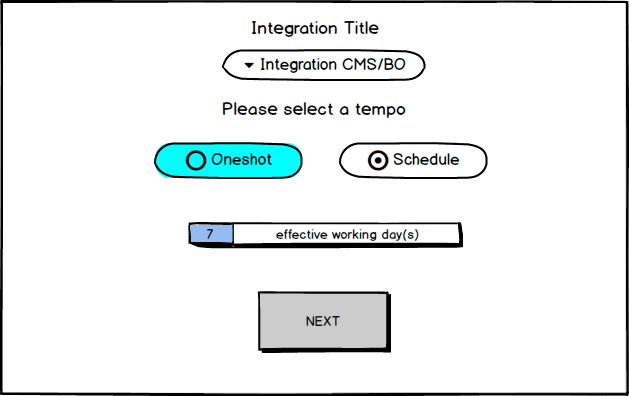 Integration Title
Integration CMS/BO
Please select a tempo
Oneshot Schedule
7 effective working day(s)
NEXT